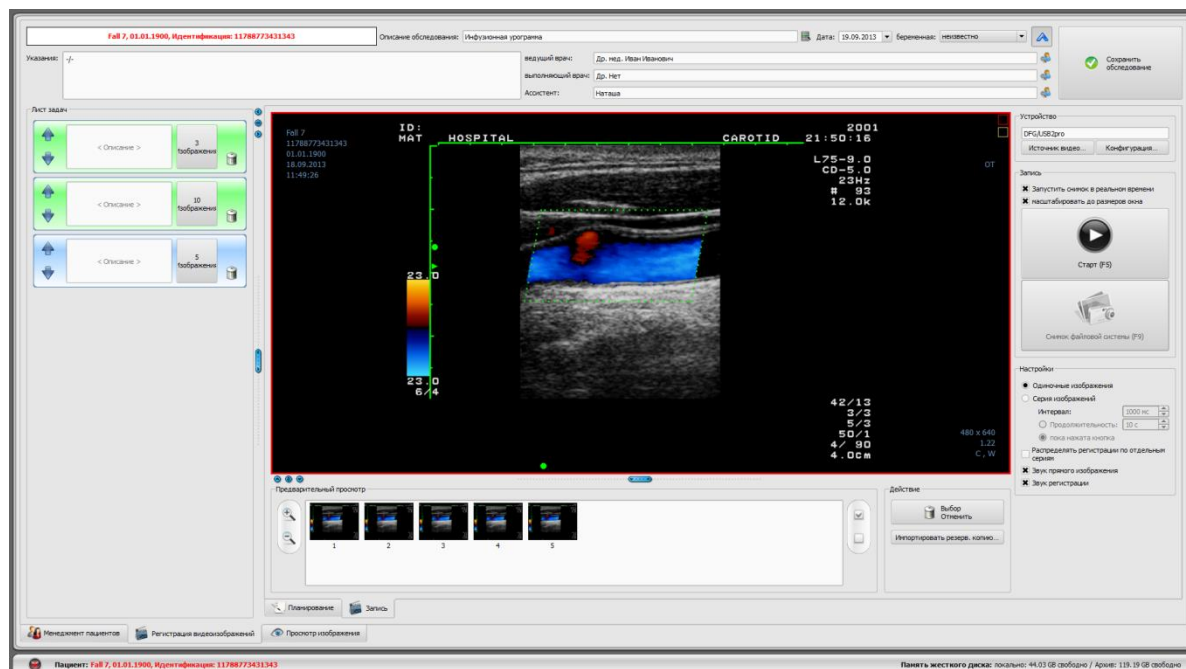 Fall 7, 01.01.1900, Идентификация: 11788773431343
Описание обследования: Инфузионная урограмма
Дата: 19.09.2013
беременная: неизвестно
Сохранить
обследование
Указания: -/-
ведущий врач: Др. мед. Иван Иванович
выполняющий врач: Др. Нет
Ассистент: Наташа
Лист задач
< Описание >
3
Изображения
< Описание >
10
Изображения
< Описание >
5
Изображения
Fall 7
11788773431343
01.01.1900
18.09.2013
11:49:26
ID:
MAT HOSPITAL CAROTID
2001
21:50:16
L75-9.0
CD-5.0
23Hz
# 93
12.0k
OT
23.0
23.0
6/4
42/13
3/3
5/3
50/1
4/ 90
4.0cm
480 x 640
1.22
C , W
Устройство
DFG/USB2pro
Источник видео...
Конфигурация...
Запись
Запустить снимок в реальном времени
масштабировать до размеров окна
Старт (F5)
Снимок файловой системы (F9)
Настройки
Одиночные изображения
Серия изображений
Интервал: 1000 мс
Продолжительность: 10 с
пока нажата кнопка
Распределять регистрации по отдельным
сериям
Звук прямого изображения
Звук регистрации
Предварительный просмотр
1
2
3
4
5
Действие
Выбор
Отменить
Импортировать резерв. копию...
Планирование
Запись
Менеджмент пациентов
Регистрация видеоизображений
Просмотр изображения
Пациент: Fall 7, 01.01.1900, Идентификация: 11788773431343
Память жесткого диска: локально: 44.03 GB свободно / Архив: 119.19 GB свободно